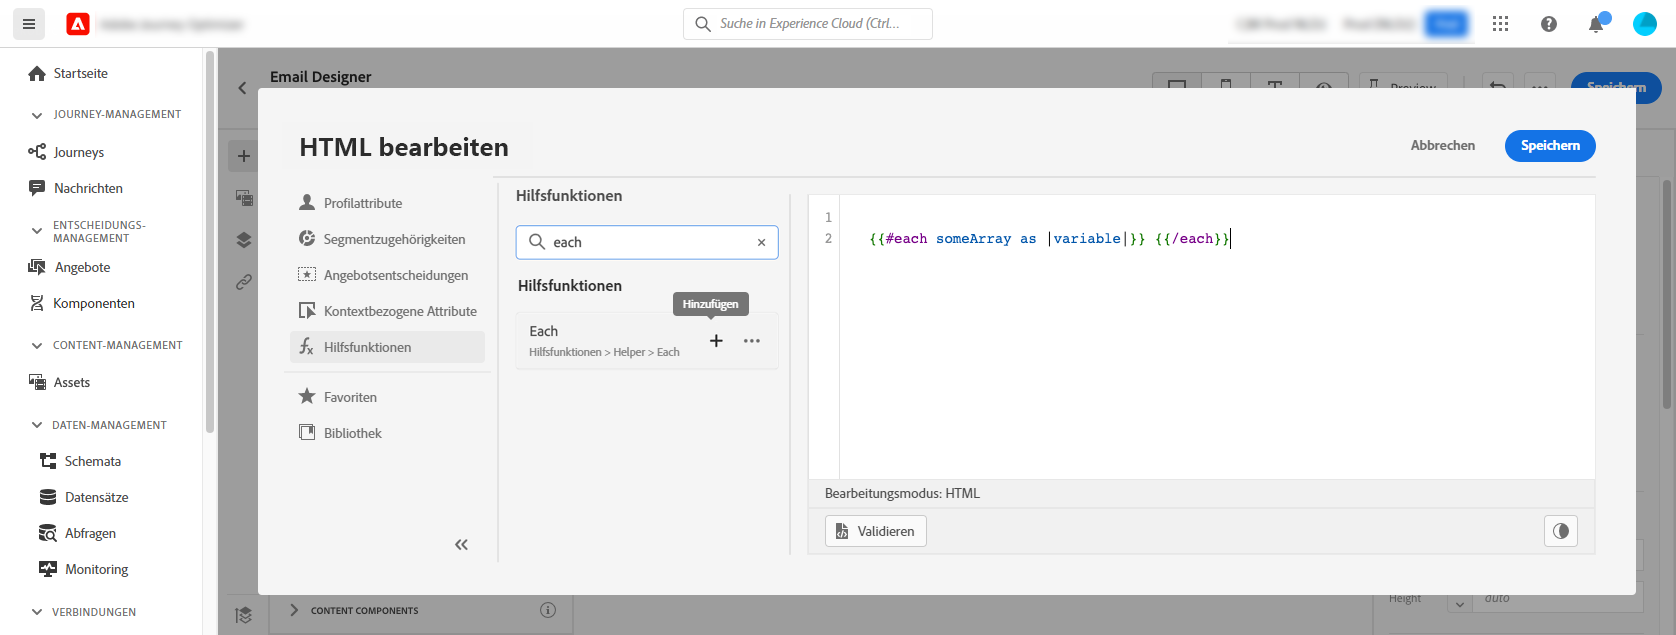 Suche in Experience Cloud (Ctrl...
Startseite
JOURNEY-MANAGEMENT
Journeys
Nachrichten
ENTSCHEIDUNGS-
MANAGEMENT
Angebote
Komponenten
CONTENT-MANAGEMENT
Assets
DATEN-MANAGEMENT
Schemata
Datensätze
Abfragen
Monitoring
VERBINDUNGEN
Email Designer
Preview
Speichern
HTML bearbeiten
Abbrechen
Speichern
Profilattribute
Segmentzugehörigkeiten
Angebotsentscheidungen
Kontextbezogene Attribute
Hilfsfunktionen
Favoriten
Bibliothek
Hilfsfunktionen
each
Hilfsfunktionen
Hinzufügen
Each
Hilfsfunktionen > Helper > Each
1
2 {{#each someArray as |variable|}} {{/each}}
Bearbeitungsmodus: HTML
Validieren
CONTENT COMPONENTS
Height
auto